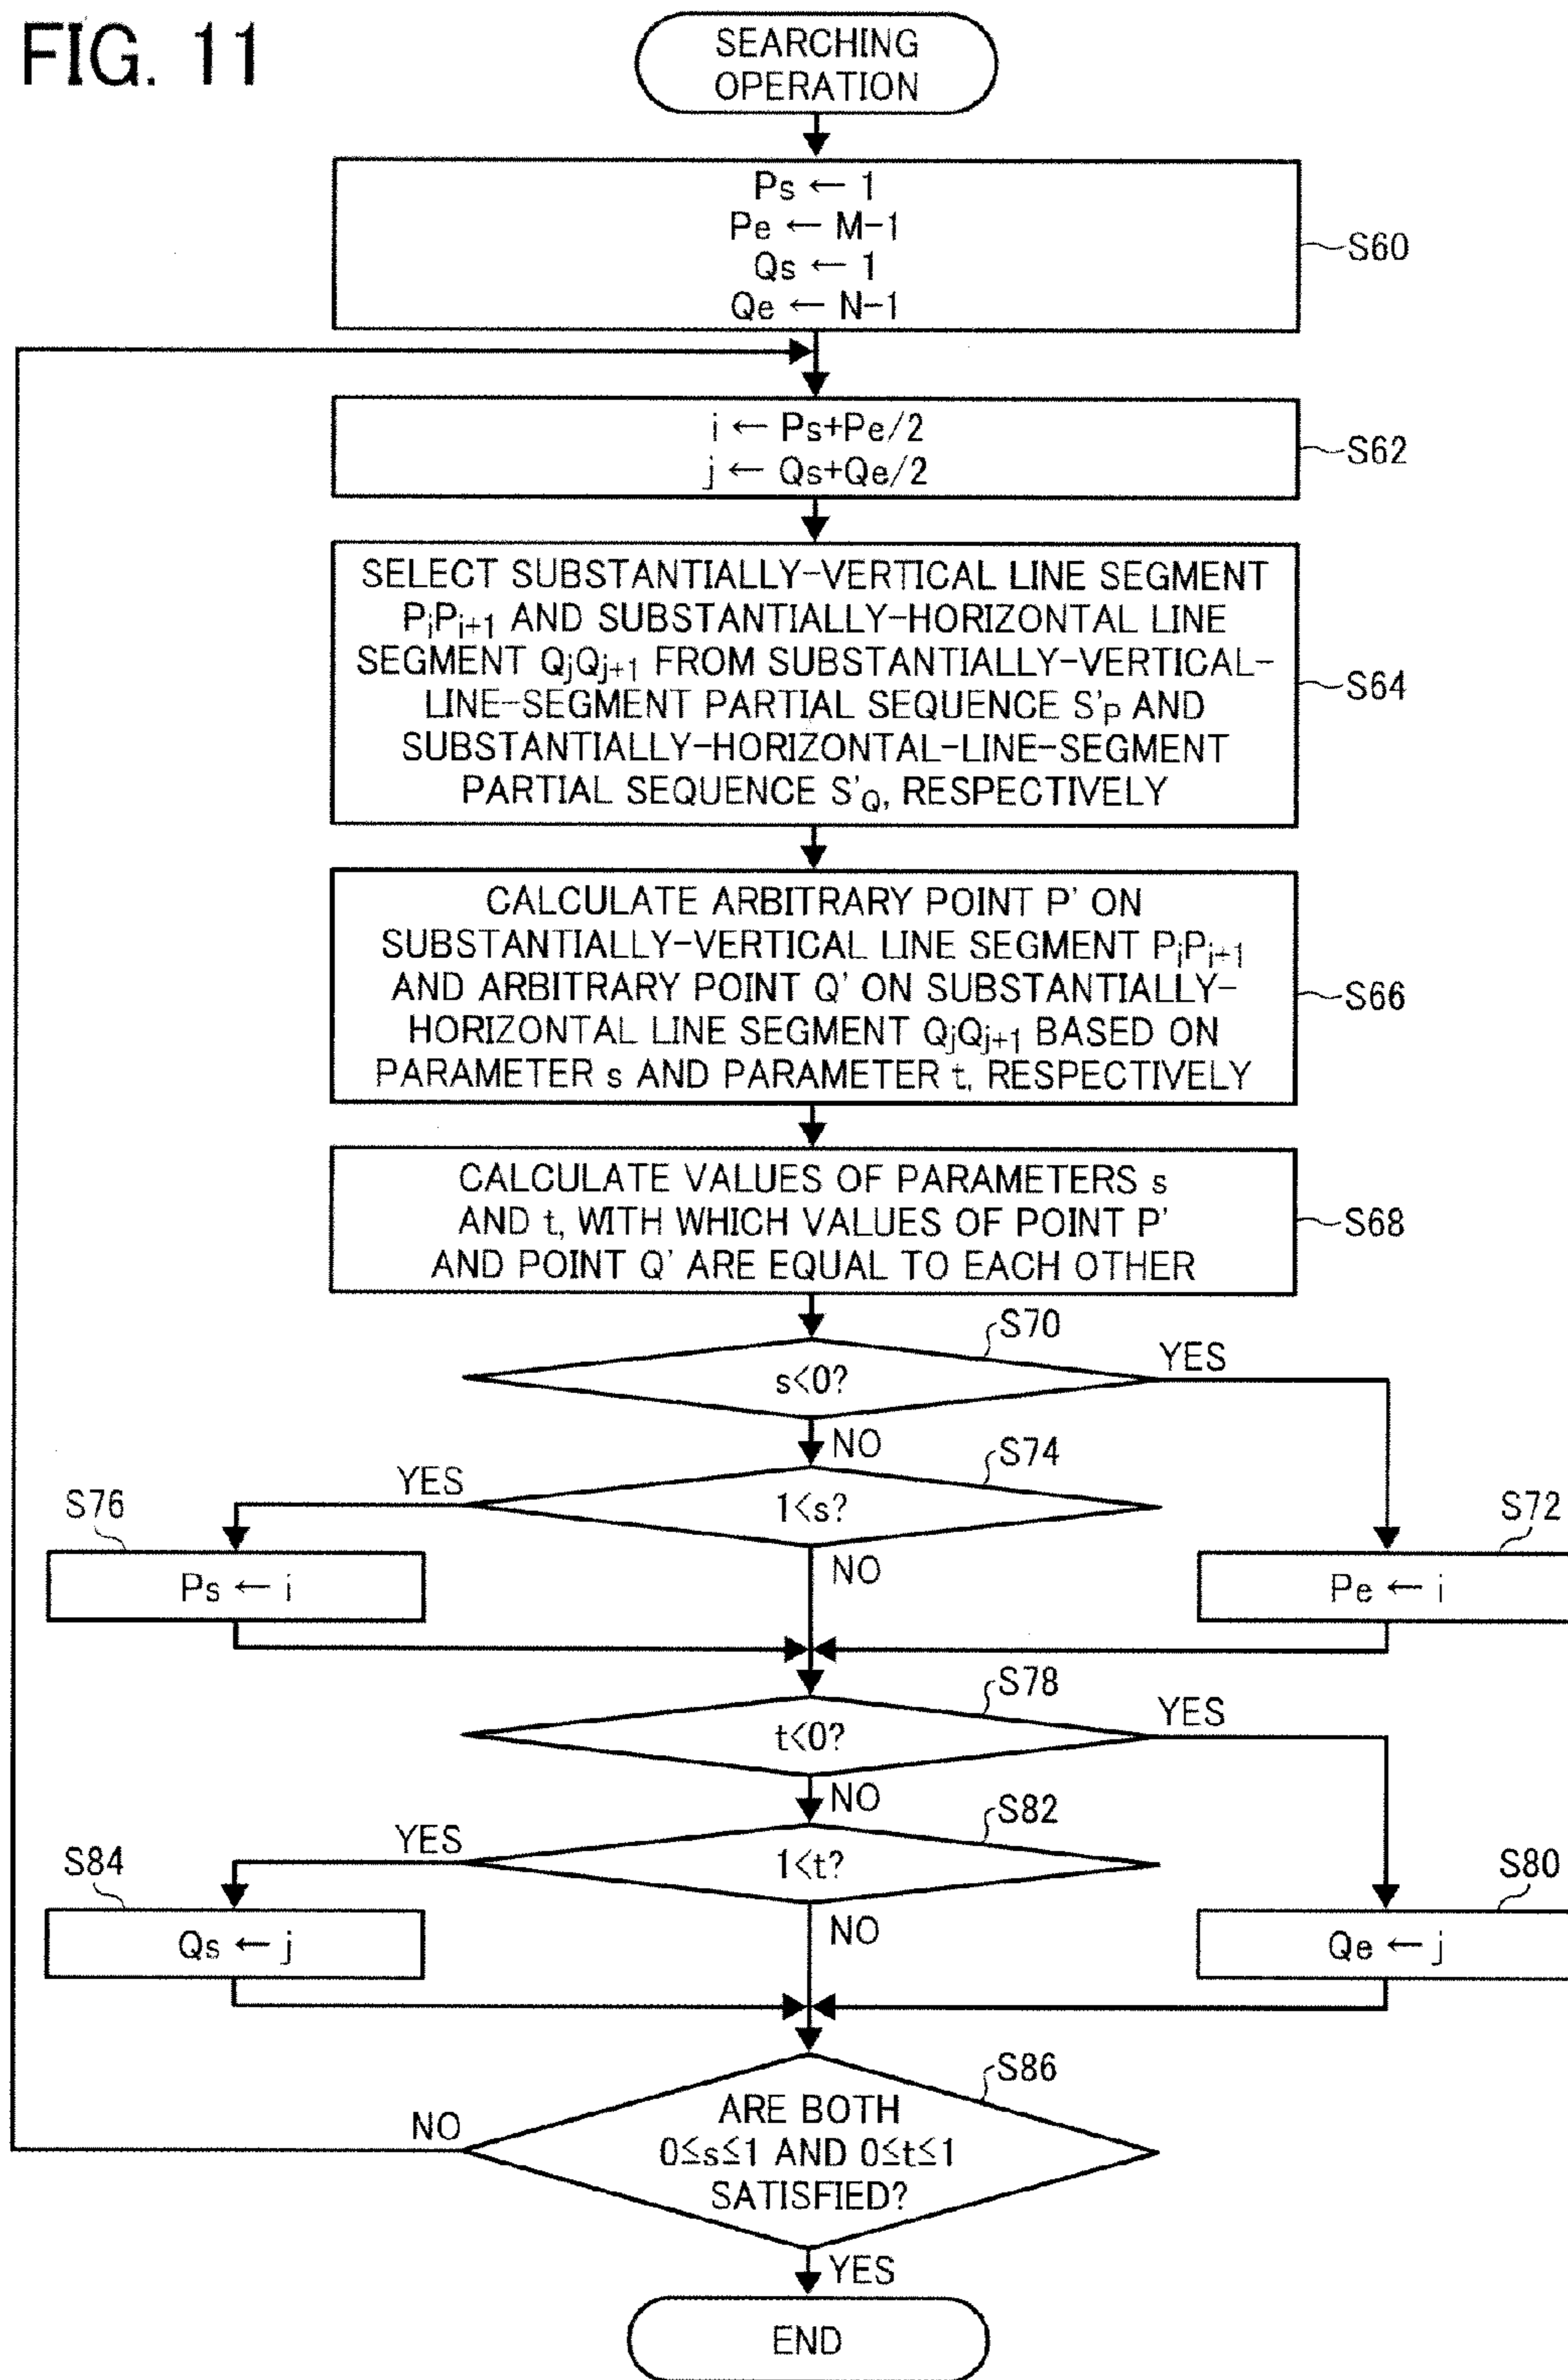 FIG. 11
SEARCHING
OPERATION
Ps ← 1
Pe ← M-1
Qs ← 1
Qe ← N-1
S60
i ← Ps+Pe/2
j ← Qs+Qe/2
S62
SELECT SUBSTANTIALLY-VERTICAL LINE SEGMENT
PiPi+1 AND SUBSTANTIALLY-HORIZONTAL LINE
SEGMENT QjQj+1 FROM SUBSTANTIALLY-VERTICAL-
LINE-SEGMENT PARTIAL SEQUENCE S'P AND
SUBSTANTIALLY-HORIZONTAL-LINE-SEGMENT
PARTIAL SEQUENCE S'Q, RESPECTIVELY
S64
CALCULATE ARBITRARY POINT P' ON
SUBSTANTIALLY-VERTICAL LINE SEGMENT PiPi+1
AND ARBITRARY POINT Q' ON SUBSTANTIALLY-
HORIZONTAL LINE SEGMENT QjQj+1 BASED ON
PARAMETER s AND PARAMETER t, RESPECTIVELY
S66
CALCULATE VALUES OF PARAMETERS s
AND t, WITH WHICH VALUES OF POINT P'
AND POINT Q' ARE EQUAL TO EACH OTHER
S68
S70
s<0?
YES
NO
S74
1<s?
YES
NO
S76
Ps ← i
S72
Pe ← i
S78
t<0?
YES
NO
S82
1<t?
YES
NO
S84
Qs ← j
S80
Qe ← j
S86
ARE BOTH
0≤s≤1 AND 0≤t≤1
SATISFIED?
NO
YES
END